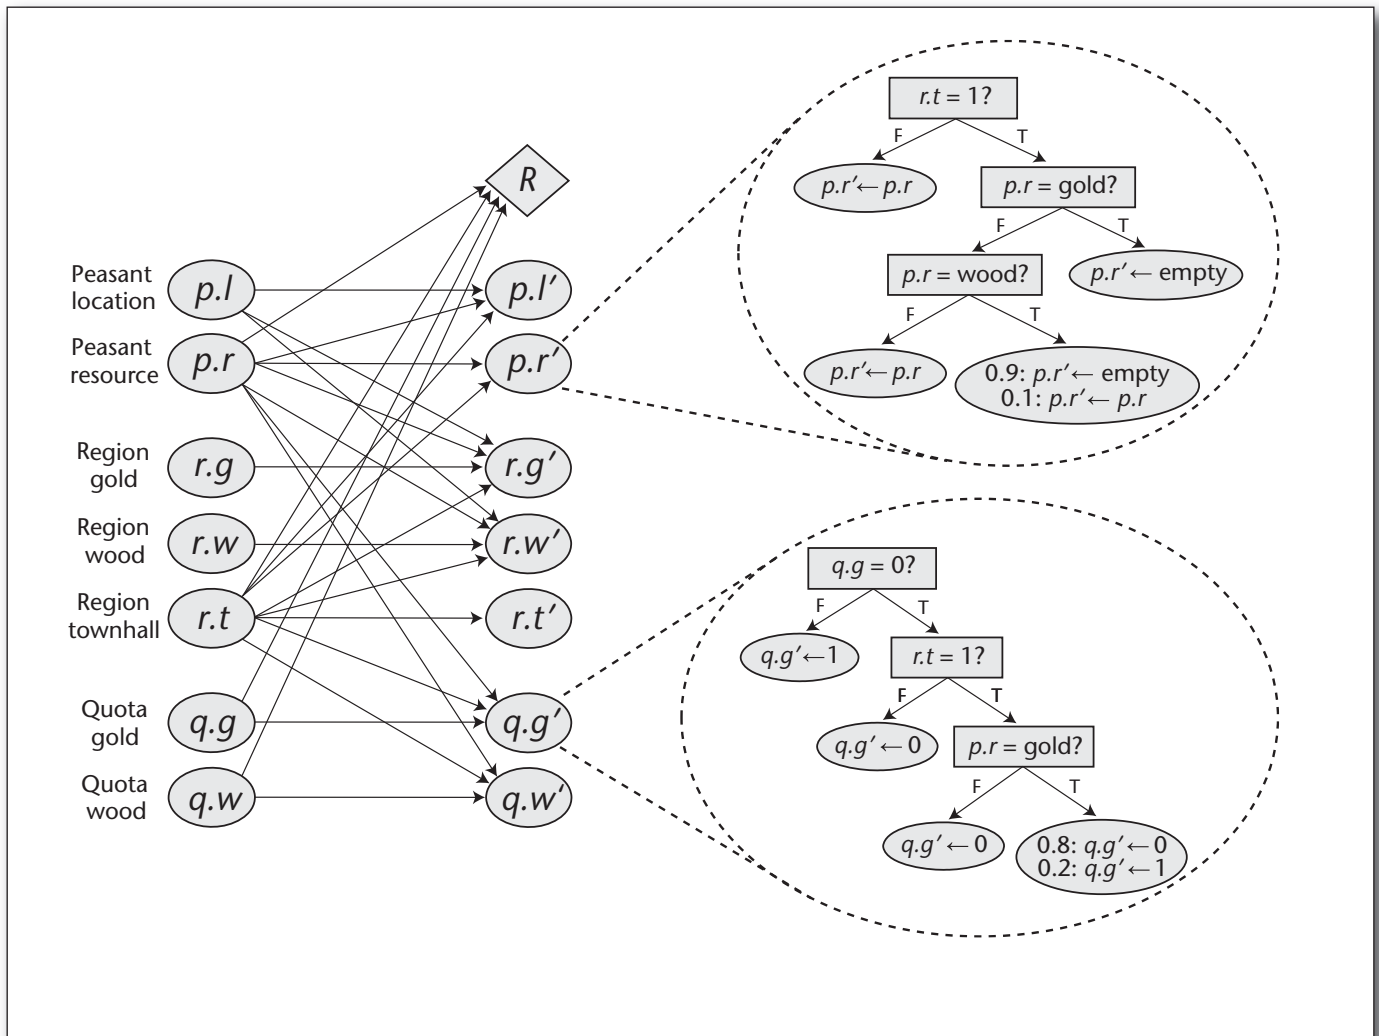 R
Peasant
location
p.l
p.l′
Peasant
resource
p.r
p.r′
Region
gold
r.g
r.g′
Region
wood
r.w
r.w′
Region
townhall
r.t
r.t′
Quota
gold
q.g
q.g′
Quota
wood
q.w
q.w′
r.t = 1?
F
T
p.r′← p.r
p.r = gold?
F
T
p.r = wood?
p.r′ ← empty
F
T
p.r′← p.r
0.9: p.r′← empty
0.1: p.r′← p.r
q.g = 0?
F
T
q.g′←1
r.t = 1?
F
T
q.g′ ← 0
p.r = gold?
F
T
q.g′ ← 0
0.8: q.g′ ← 0
0.2: q.g′ ← 1